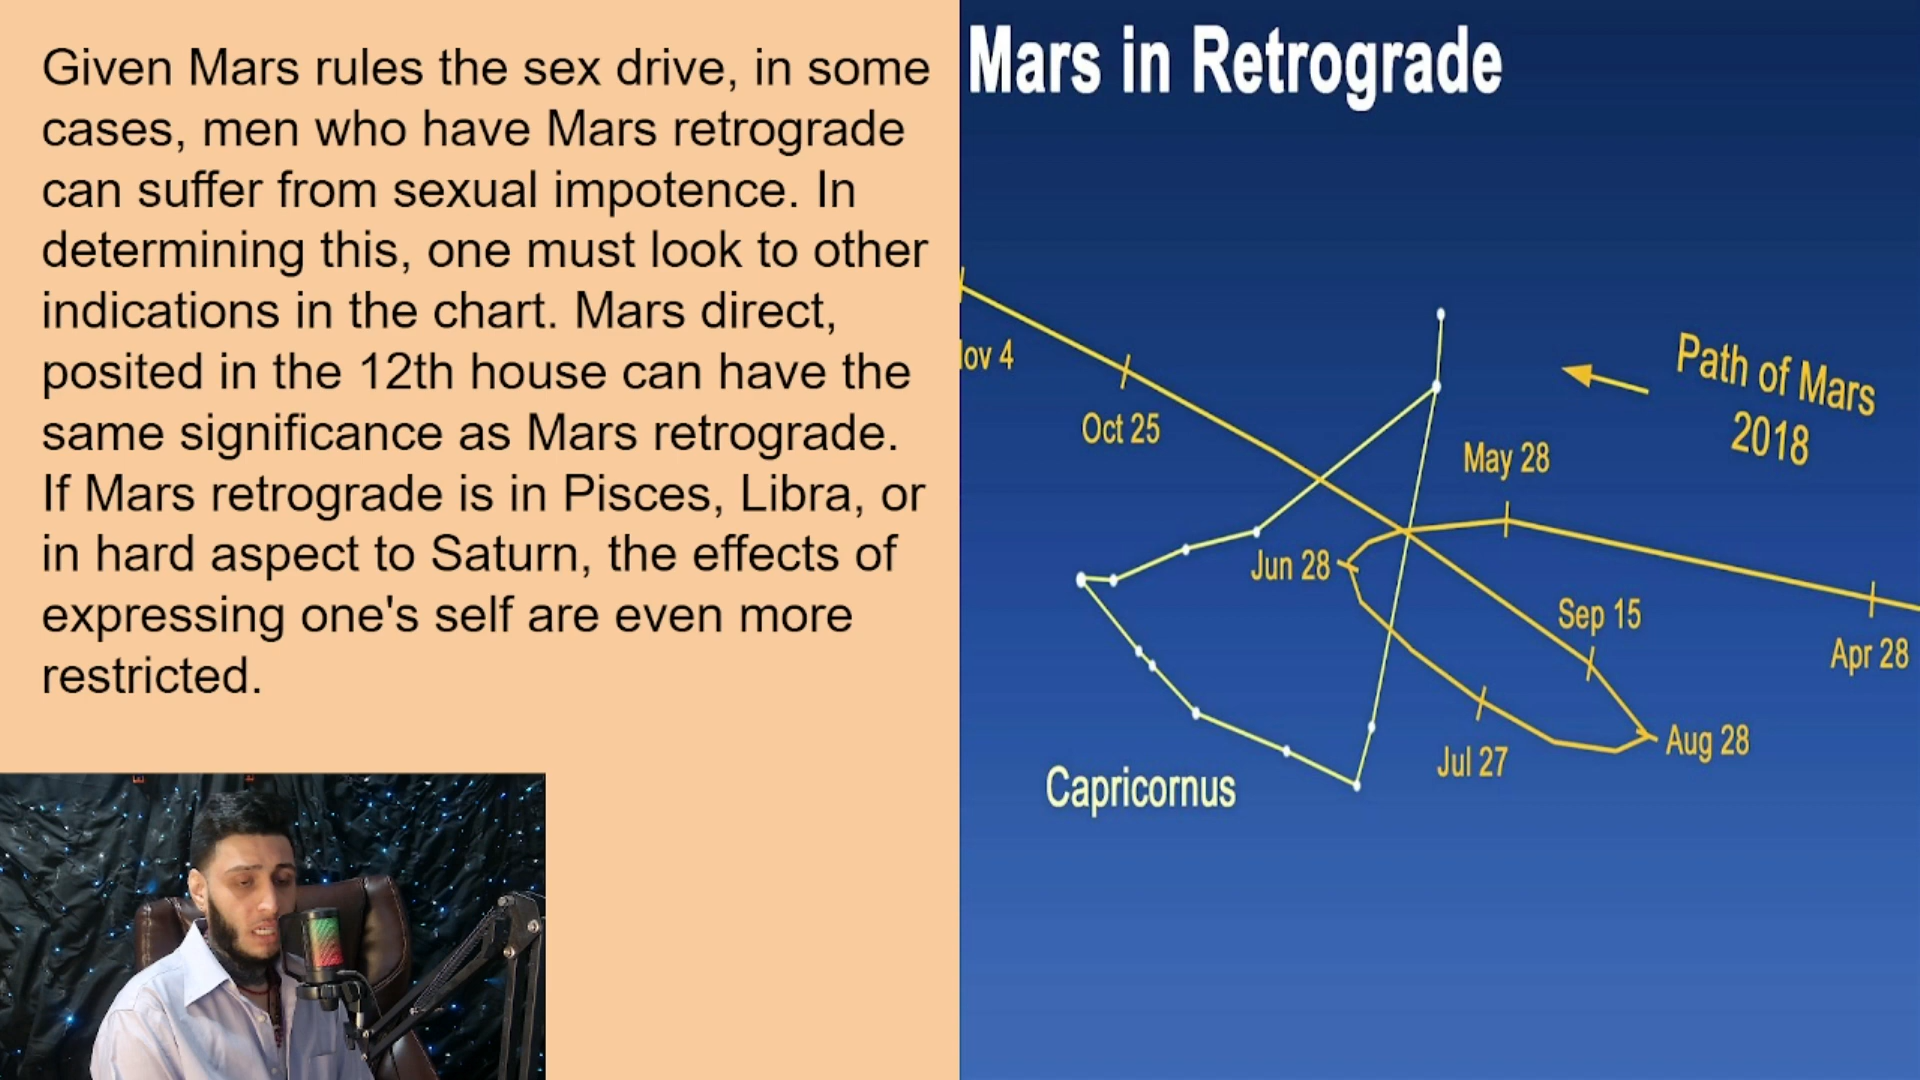 Given Mars rules the sex drive, in some
cases, men who have Mars retrograde
can suffer from sexual impotence. In
determining this, one must look to other
indications in the chart. Mars direct,
posited in the 12th house can have the
same significance as Mars retrograde.
If Mars retrograde is in Pisces, Libra, or
in hard aspect to Saturn, the effects of
expressing one's self are even more
restricted.
Mars in Retrograde
ov 4
Oct 25
Path of Mars
2018
May 28
Jun 28
Sep 15
Apr 28
Aug 28
Jul 27
Capricornus